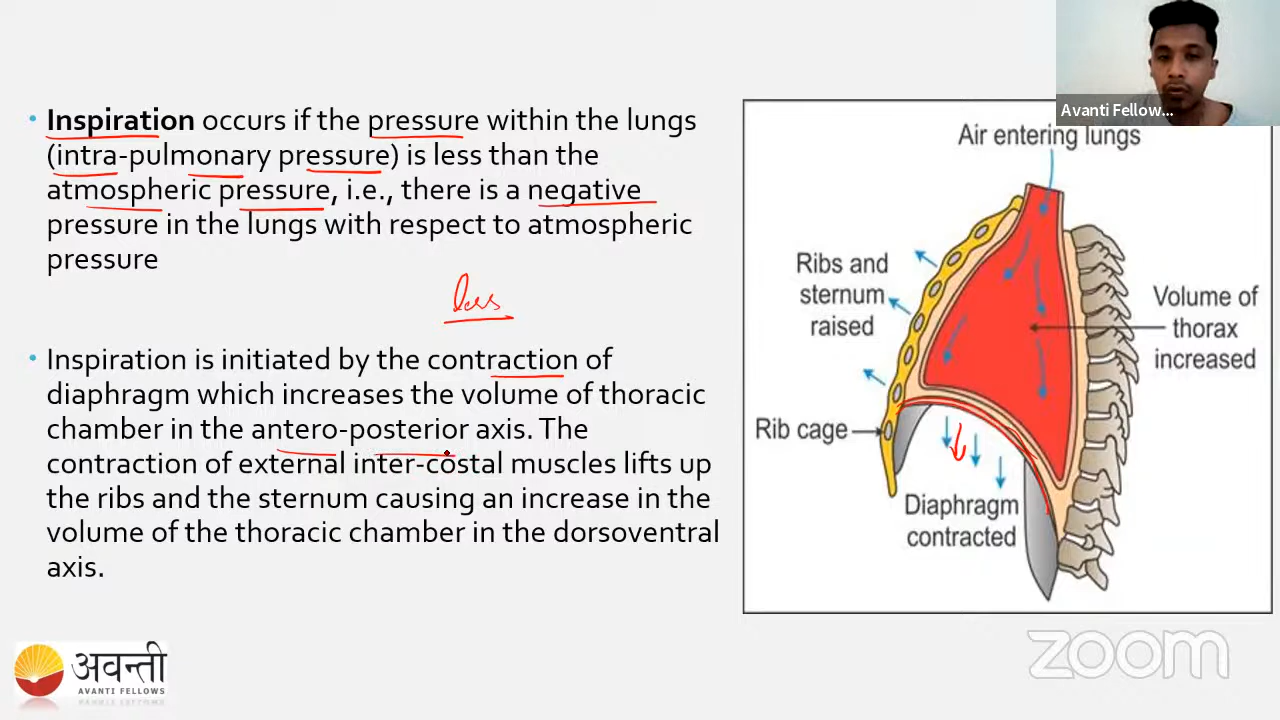 Avanti Fellow...
• Inspiration occurs if the pressure within the lungs
(intra-pulmonary pressure) is less than the
atmospheric pressure, i.e., there is a negative
pressure in the lungs with respect to atmospheric
pressure
less
• Inspiration is initiated by the contraction of
diaphragm which increases the volume of thoracic
chamber in the antero-posterior axis. The
contraction of external inter-costal muscles lifts up
the ribs and the sternum causing an increase in the
volume of the thoracic chamber in the dorsoventral
axis.
Air entering lungs
Ribs and
sternum
raised
Volume of
thorax
increased
Rib cage
Diaphragm
contracted
अवन्ती
AVANTI FELLOWS
zoom